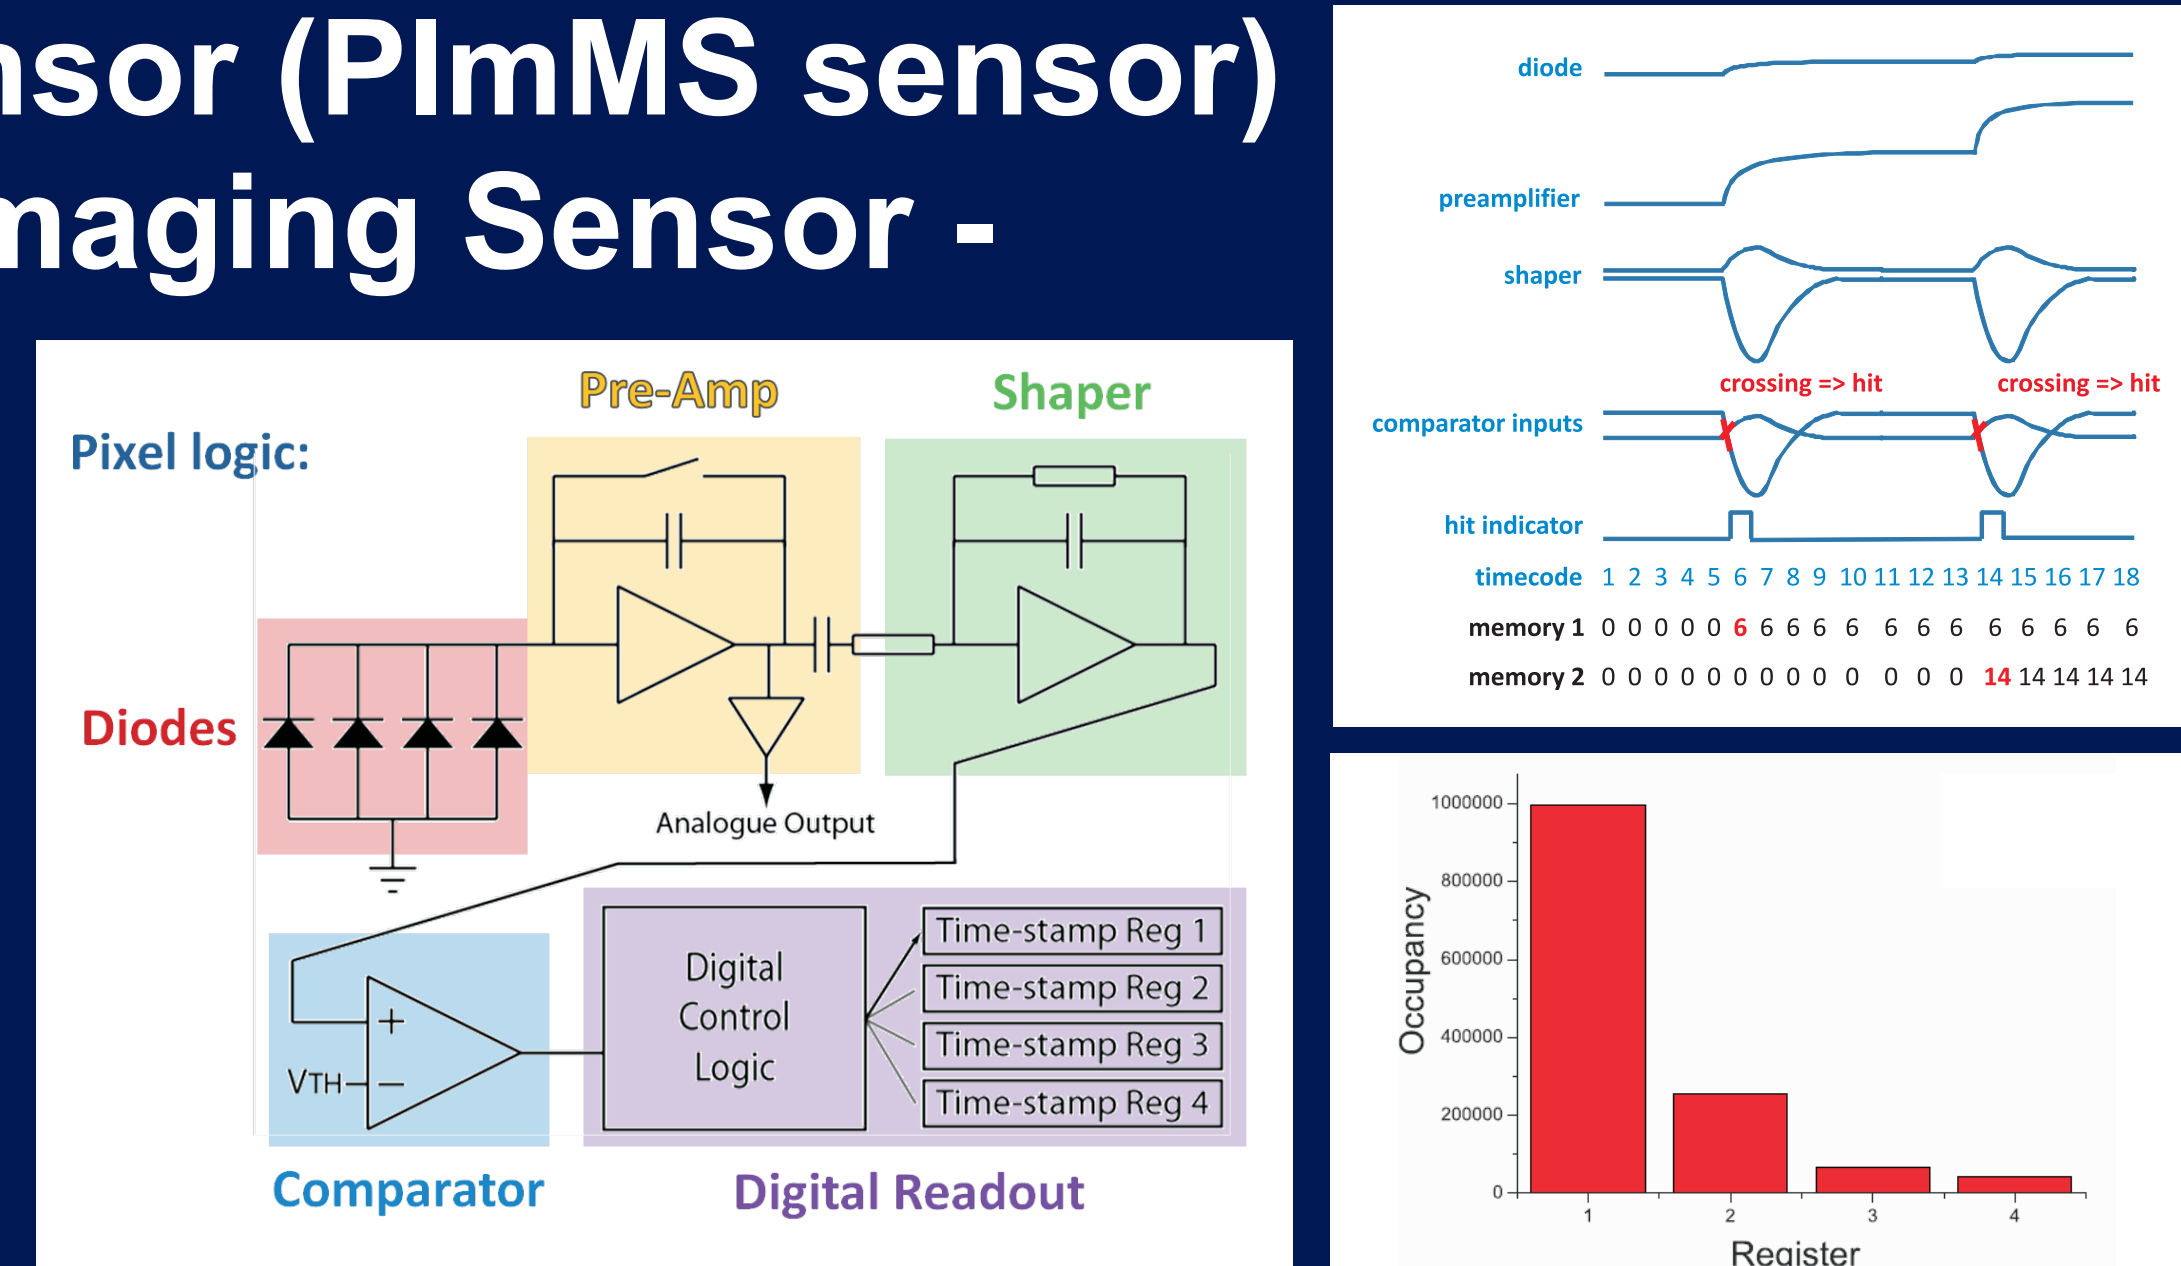 nsor (PImMS sensor)
maging Sensor -
Pixel logic:
Pre-Amp
Shaper
Diodes
Analogue Output
Digital
Control
Logic
Time-stamp Reg 1
Time-stamp Reg 2
Time-stamp Reg 3
Time-stamp Reg 4
+
VTH
−
Comparator
Digital Readout
diode
preamplifier
shaper
crossing => hit crossing => hit
comparator inputs
hit indicator
timecode 1 2 3 4 5 6 7 8 9 10 11 12 13 14 15 16 17 18
memory 1 0 0 0 0 0 6 6 6 6 6 6 6 6 6 6 6 6 6
memory 2 0 0 0 0 0 0 0 0 0 0 0 0 0 14 14 14 14 14
Occupancy
1000000
800000
600000
400000
200000
0
1 2 3 4
Register